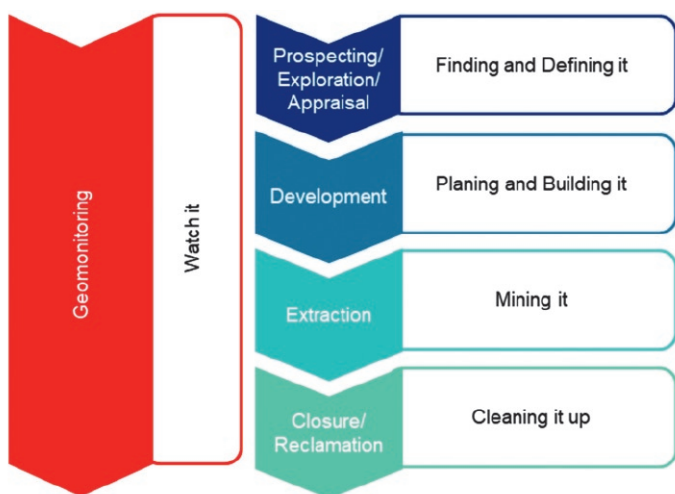 Geomonitoring
Watch it
Prospecting/
Exploration/
Appraisal
Finding and Defining it
Development
Planing and Building it
Extraction
Mining it
Closure/
Reclamation
Cleaning it up